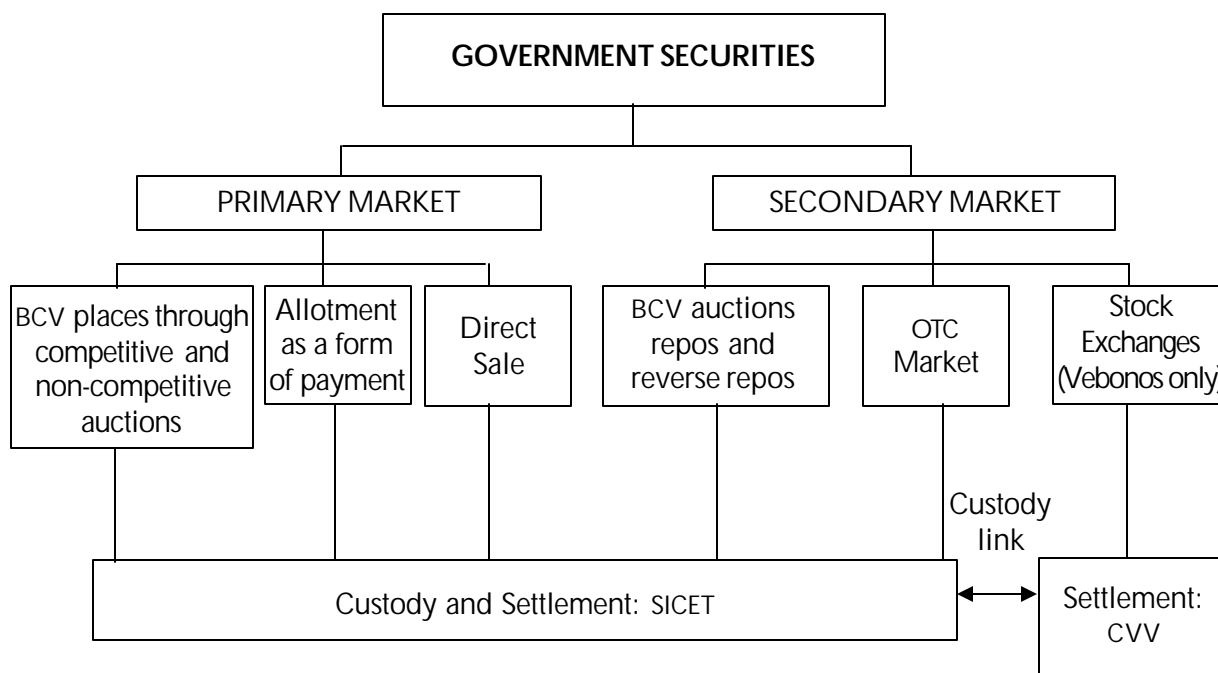 GOVERNMENT SECURITIES
PRIMARY MARKET
SECONDARY MARKET
BCV places through
competitive and
non-competitive
auctions
Allotment
as a form
of payment
Direct
Sale
BCV auctions
repos and
reverse repos
OTC
Market
Stock
Exchanges
(Vebonos only)
Custody
link
Custody and Settlement: SICET
Settlement:
CVV